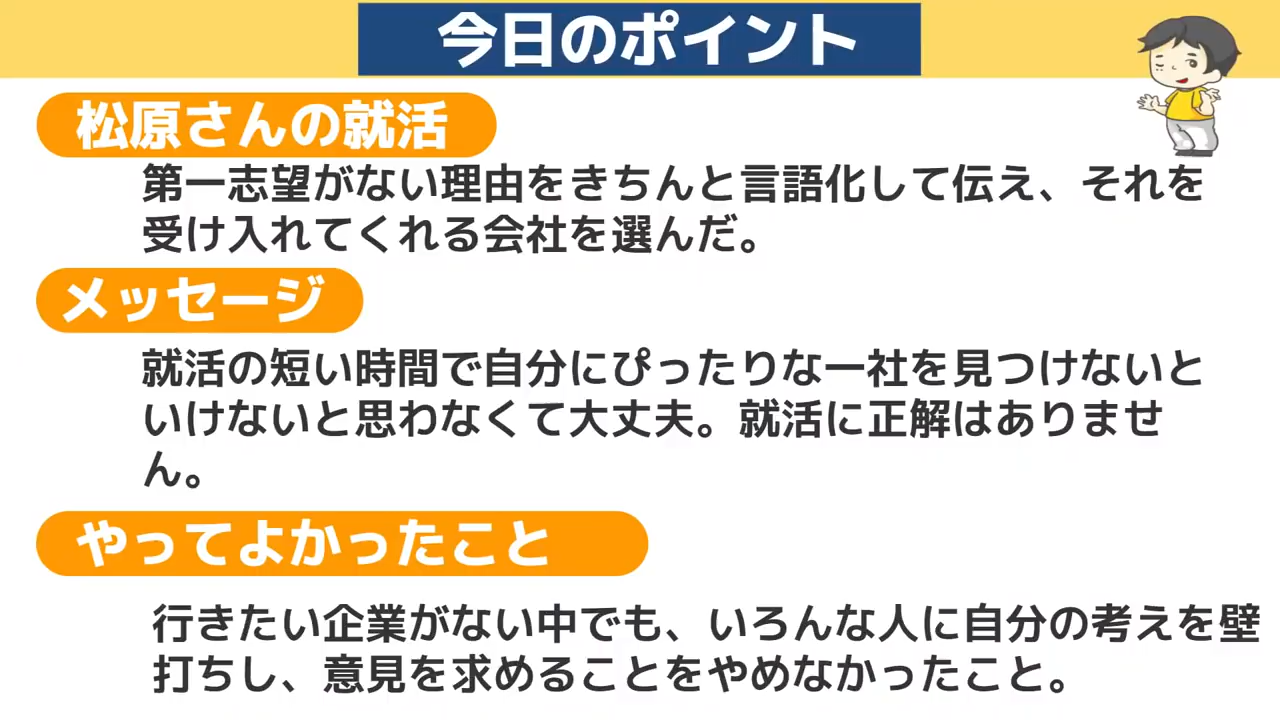 今日のポイント
松原さんの就活
第一志望がない理由をきちんと言語化して伝え、それを
受け入れてくれる会社を選んだ。
メッセージ
就活の短い時間で自分にぴったりな一社を見つけないと
いけないと思わなくて大丈夫。就活に正解はありませ
ん。
やってよかったこと
行きたい企業がない中でも、いろんな人に自分の考えを壁
打ちし、意見を求めることをやめなかったこと。